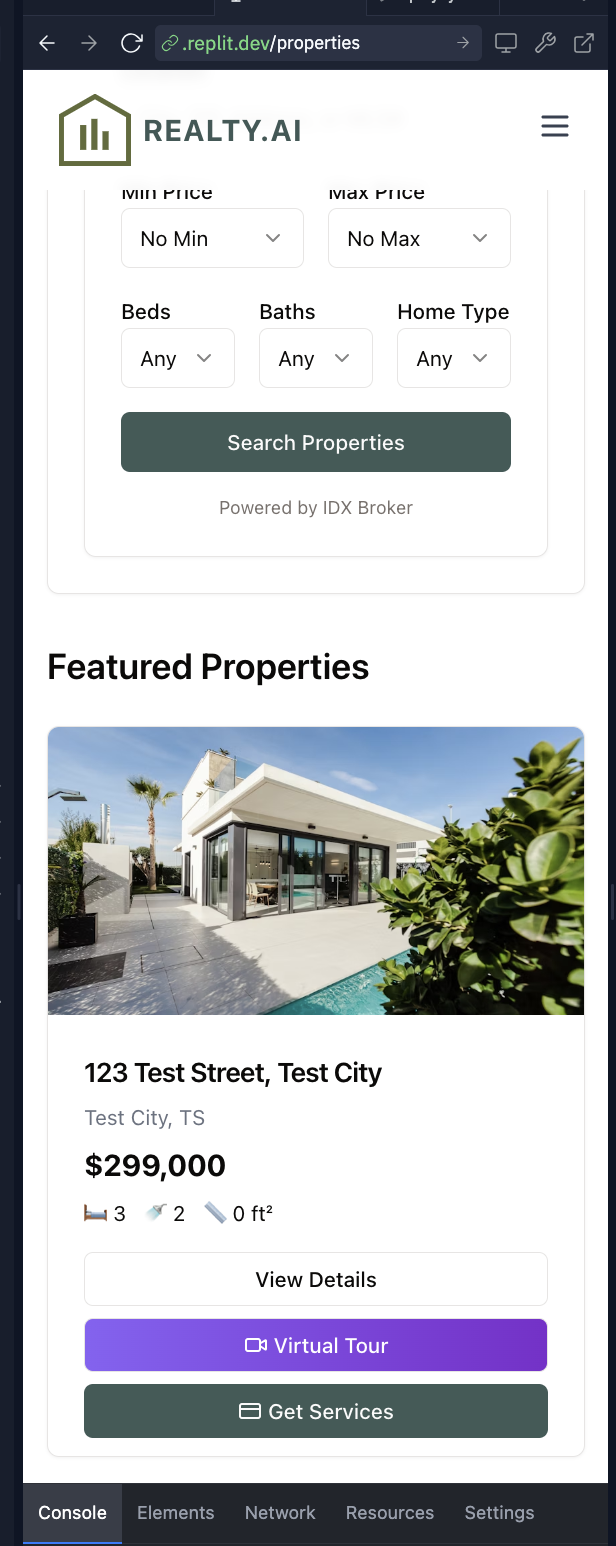 .replit.dev/properties
REALTY.AI
Min Price Max Price
No Min No Max
Beds Baths Home Type
Any Any Any
Search Properties
Powered by IDX Broker
Featured Properties
123 Test Street, Test City
Test City, TS
$299,000
3 2 0 ft²
View Details
Virtual Tour
Get Services
Console Elements Network Resources Settings